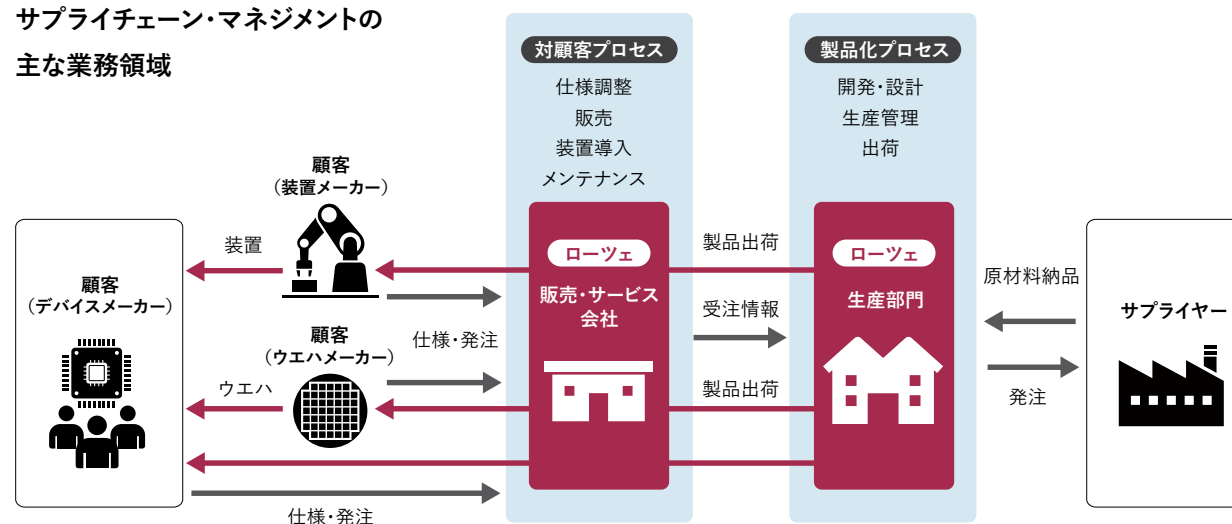 サプライチェーン・マネジメントの
主な業務領域
対顧客プロセス
仕様調整
販売
装置導入
メンテナンス
製品化プロセス
開発・設計
生産管理
出荷
顧客
（装置メーカー）
装置
顧客
（デバイスメーカー）
顧客
（ウエハメーカー）
ウエハ
仕様・発注
仕様・発注
ローツェ
販売・サービス
会社
製品出荷
受注情報
製品出荷
ローツェ
生産部門
原材料納品
発注
サプライヤー